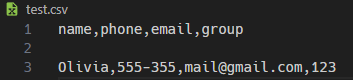 test.csv
1 name,phone,email,group
2
3 Olivia,555-355,mail@gmail.com,123